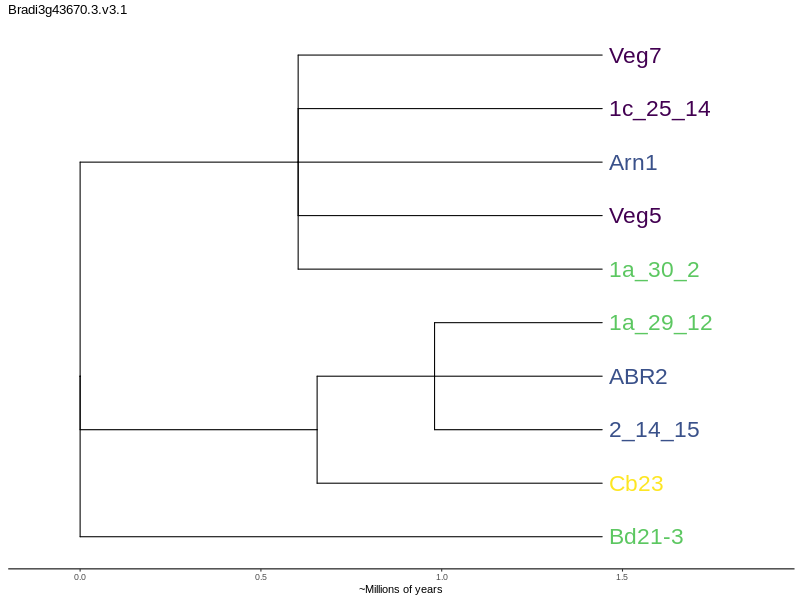 Bradi3g43670.3.v3.1
Veg7
1c_25_14
Arn1
Veg5
1a_30_2
1a_29_12
ABR2
2_14_15
Cb23
Bd21-3
0.0 0.5 1.0 1.5
~Millions of years